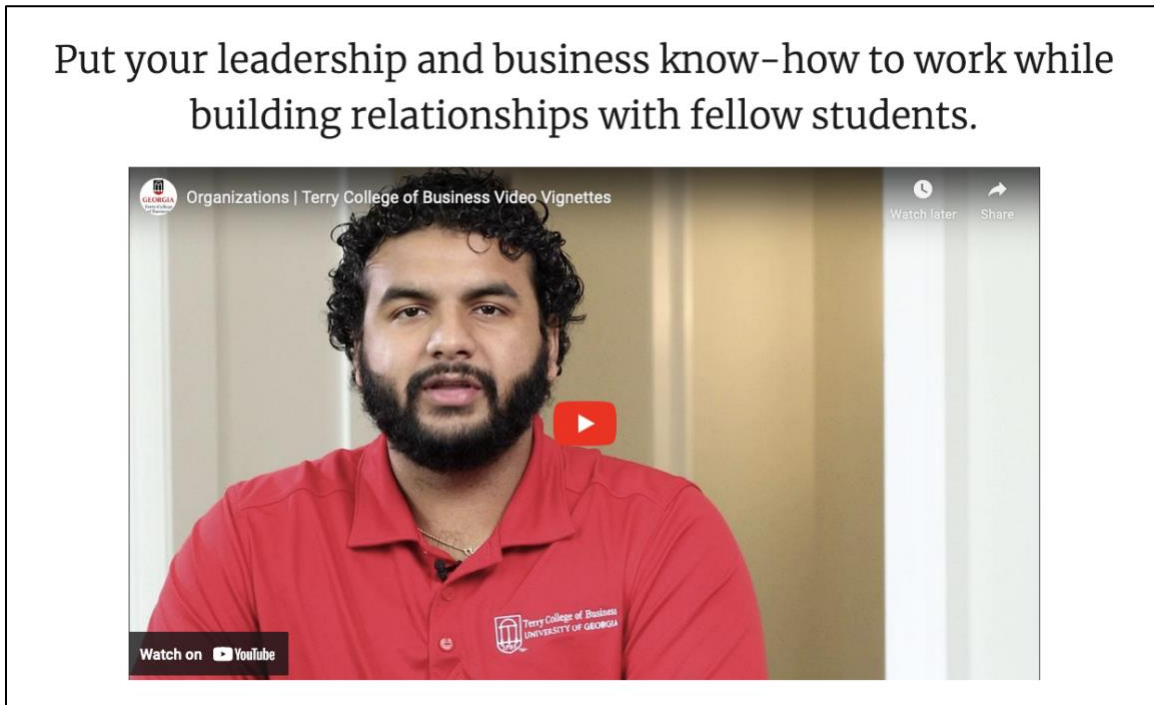 Put your leadership and business know-how to work while
building relationships with fellow students.
GEORGIA
Organizations | Terry College of Business Video Vignettes
Watch later
Share
Terry College of Business
UNIVERSITY OF GEORGIA
Watch on YouTube